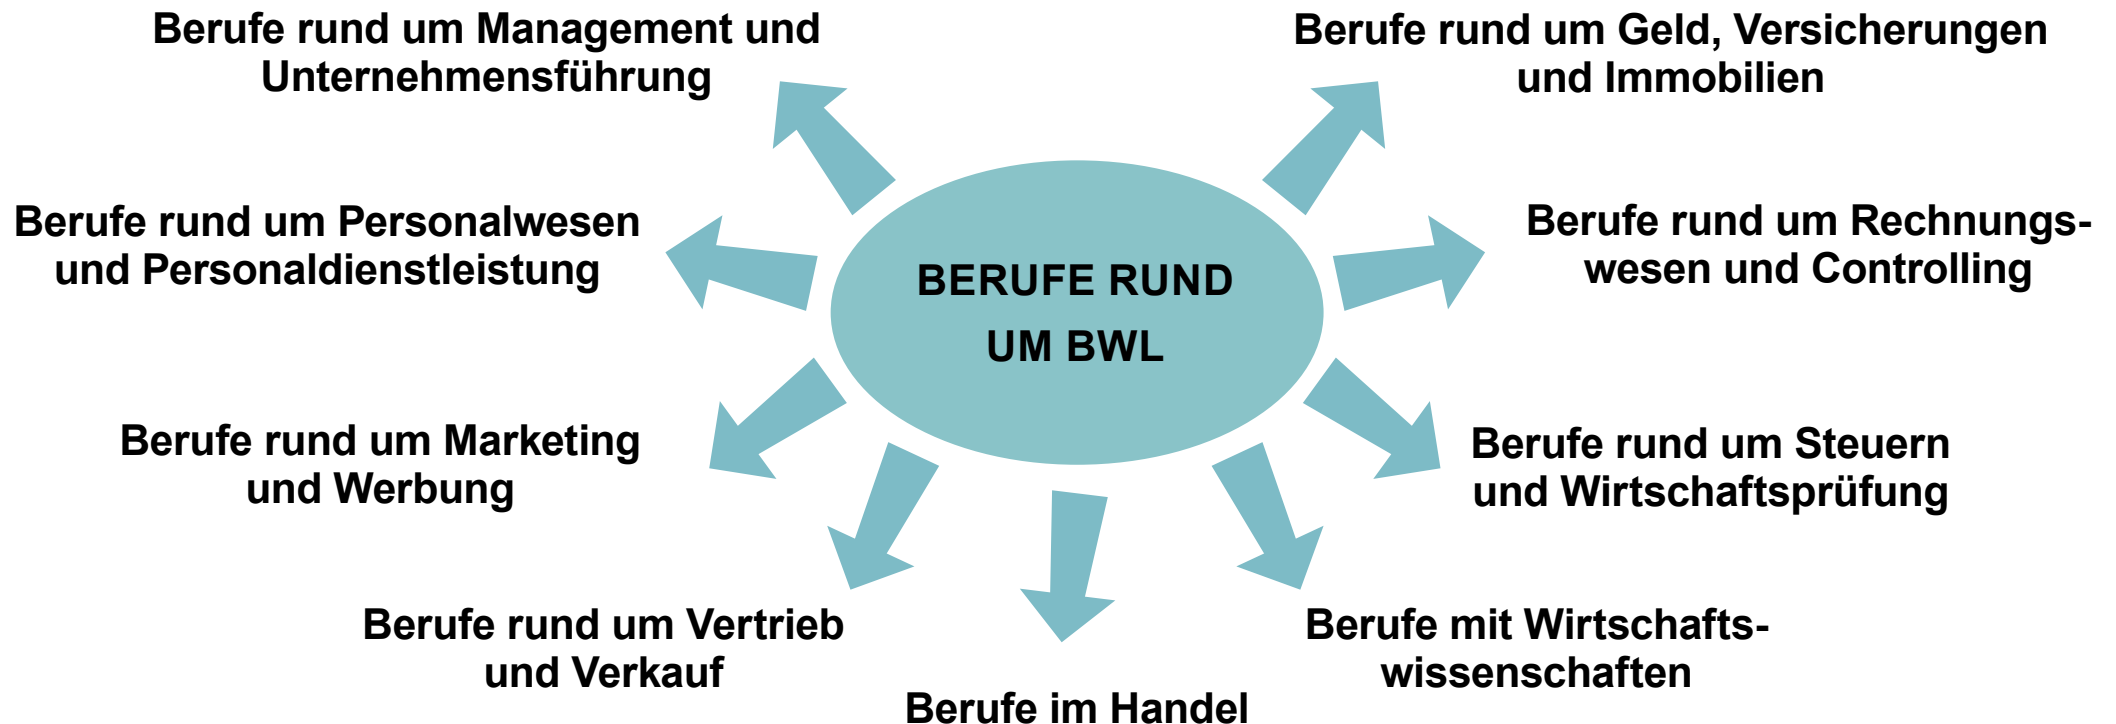 Berufe rund um Management und
Unternehmensführung
Berufe rund um Geld, Versicherungen
und Immobilien
Berufe rund um Personalwesen
und Personaldienstleistung
BERUFE RUND
UM BWL
Berufe rund um Rechnungs-
wesen und Controlling
Berufe rund um Marketing
und Werbung
Berufe rund um Steuern
und Wirtschaftsprüfung
Berufe rund um Vertrieb
und Verkauf
Berufe im Handel
Berufe mit Wirtschafts-
wissenschaften